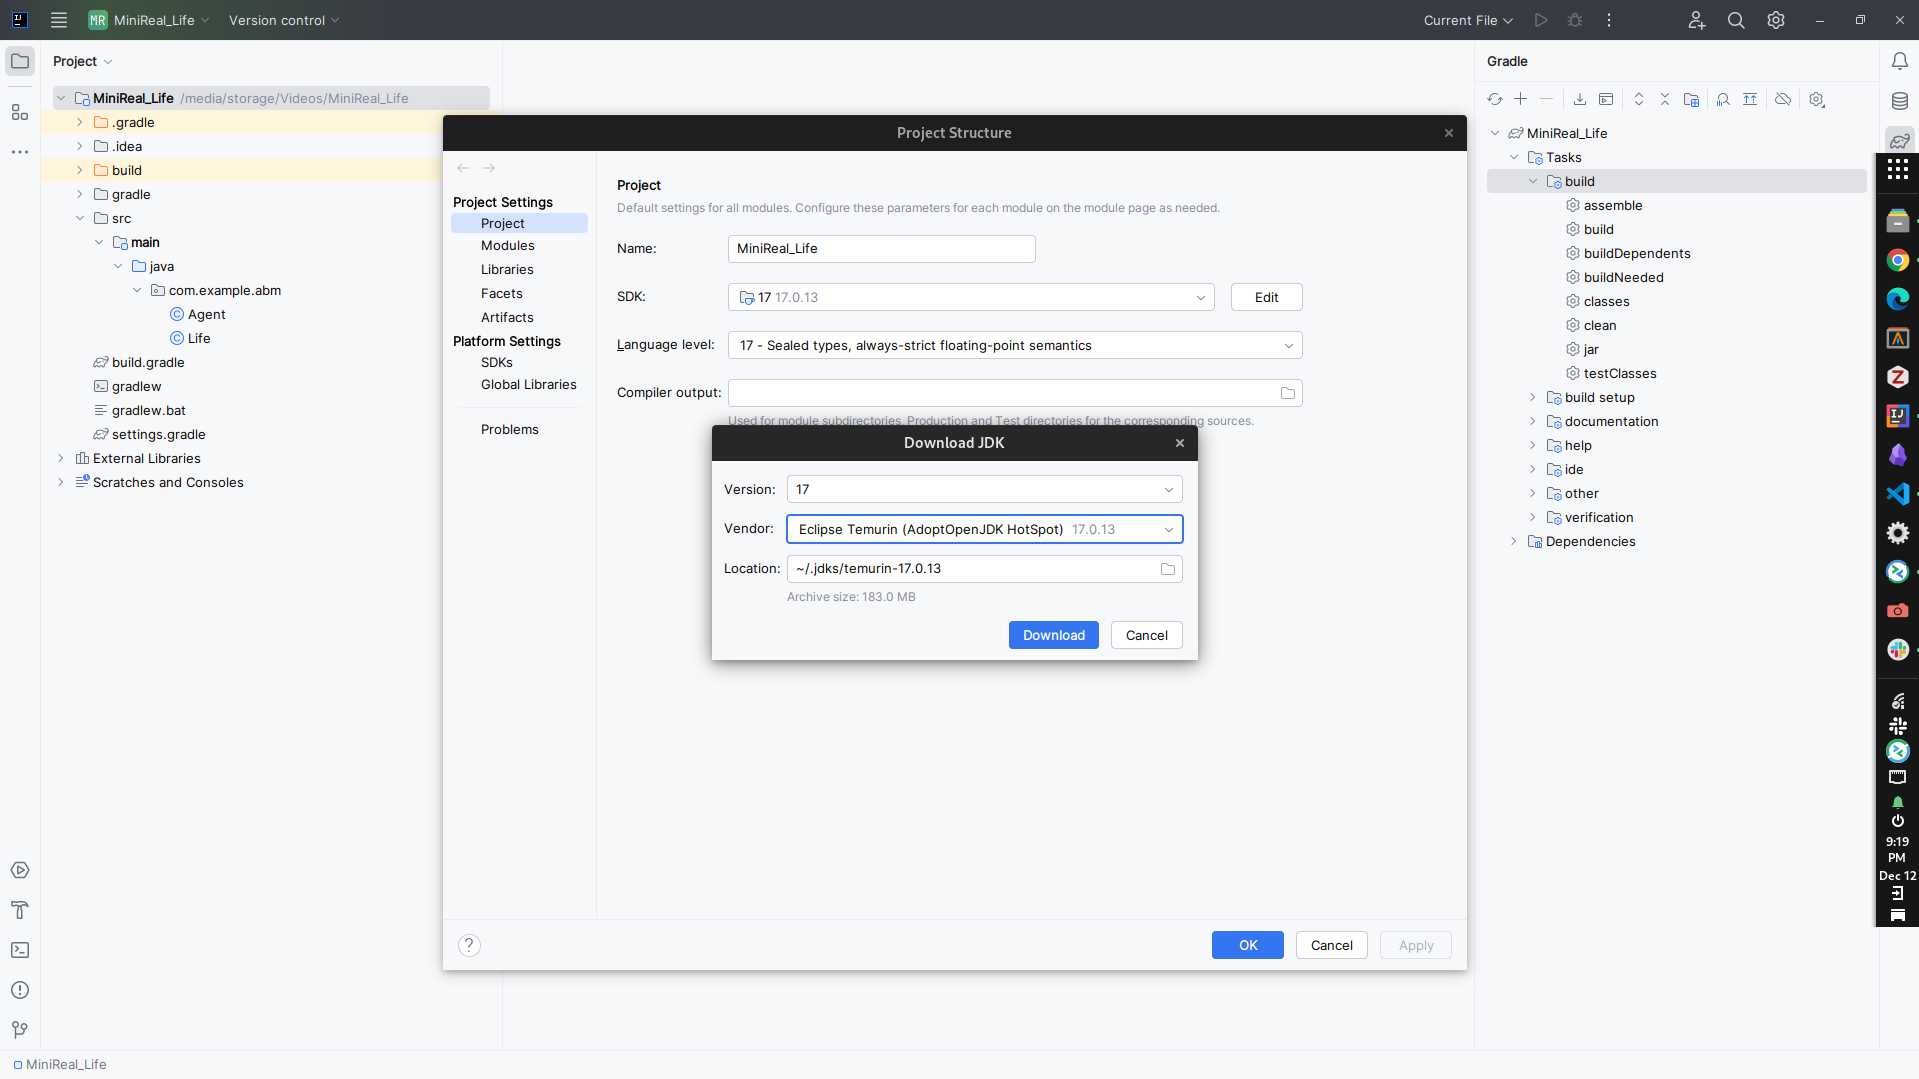 MR MiniReal_Life Version control Current File
Project
MiniReal_Life /media/storage/Videos/MiniReal_Life
.gradle
.idea
build
gradle
src
main
java
com.example.abm
Agent
Life
build.gradle
gradlew
gradlew.bat
settings.gradle
External Libraries
Scratches and Consoles
Project Structure
Project Settings
Project
Modules
Libraries
Facets
Artifacts
Platform Settings
SDKs
Global Libraries
Problems
Project
Default settings for all modules. Configure these parameters for each module on the module page as needed.
Name: MiniReal_Life
SDK: 17 17.0.13 Edit
Language level: 17 - Sealed types, always-strict floating-point semantics
Compiler output:
Used for module subdirectories, Production and Test directories for the corresponding sources.
Download JDK
Version: 17
Vendor: Eclipse Temurin (AdoptOpenJDK HotSpot) 17.0.13
Location: ~/.jdks/temurin-17.0.13
Archive size: 183.0 MB
Download Cancel
? OK Cancel Apply
Gradle
MiniReal_Life
Tasks
build
assemble
build
buildDependents
buildNeeded
classes
clean
jar
testClasses
build setup
documentation
help
ide
other
verification
Dependencies
9:19
PM
Dec 12
MiniReal_Life